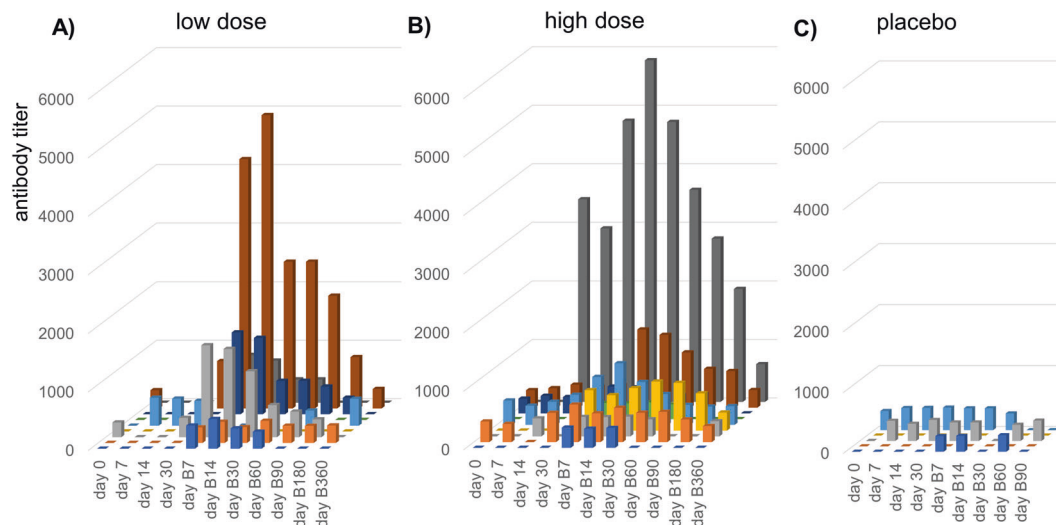 A) low dose
antibody titer
6000
5000
4000
3000
2000
1000
0
day 0
day 7
day 14
day 30
day B7
day B14
day B30
day B60
day B90
day B180
day B360
B) high dose
6000
5000
4000
3000
2000
1000
0
day 0
day 7
day 14
day 30
day B7
day B14
day B30
day B60
day B90
day B180
day B360
C) placebo
6000
5000
4000
3000
2000
1000
0
day 0
day 7
day 14
day 30
day B7
day B14
day B30
day B60
day B90